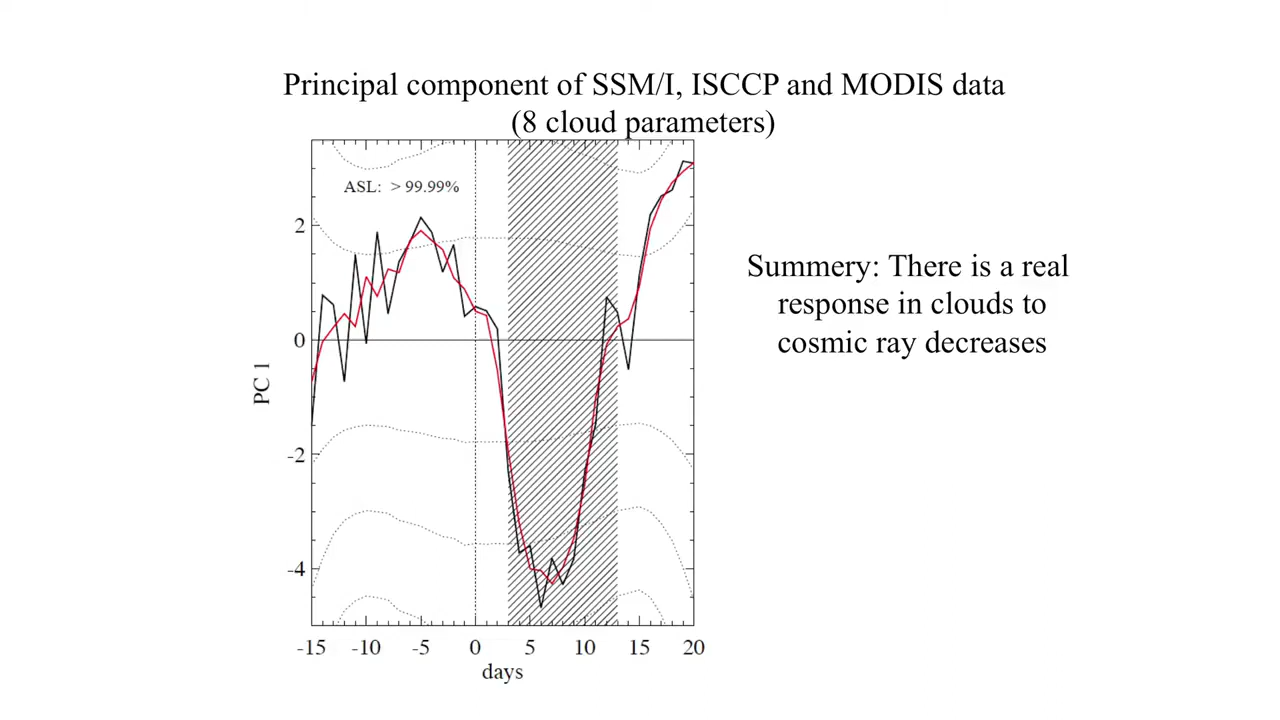 Principal component of SSM/I, ISCCP and MODIS data
(8 cloud parameters)
ASL: > 99.99%
2
0
-2
-4
PC 1
-15 -10 -5 0 5 10 15 20
days
Summery: There is a real
response in clouds to
cosmic ray decreases